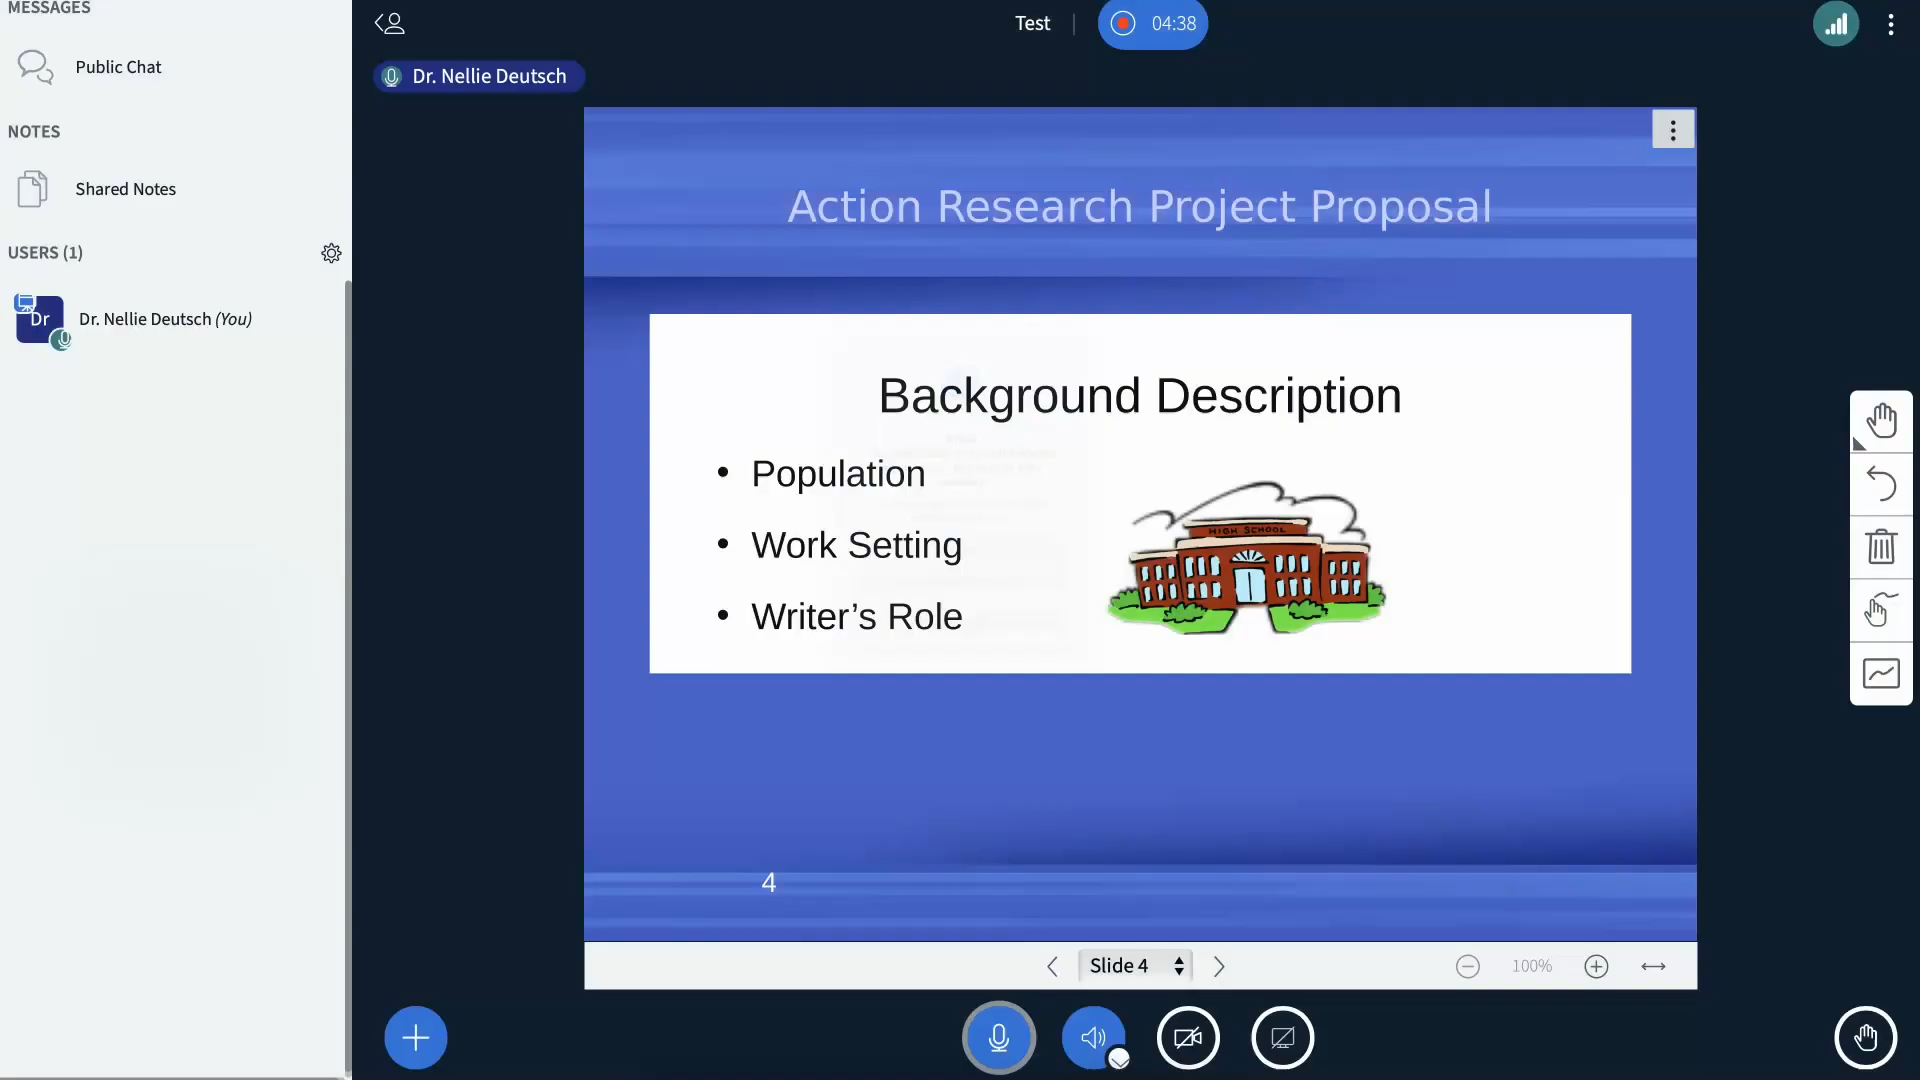 MESSAGES
Public Chat
NOTES
Shared Notes
USERS (1)
Dr
Dr. Nellie Deutsch (You)
Test
04:38
Dr. Nellie Deutsch
Action Research Project Proposal
Background Description
• Population
• Work Setting
• Writer’s Role
HIGH SCHOOL
4
Slide 4
100%